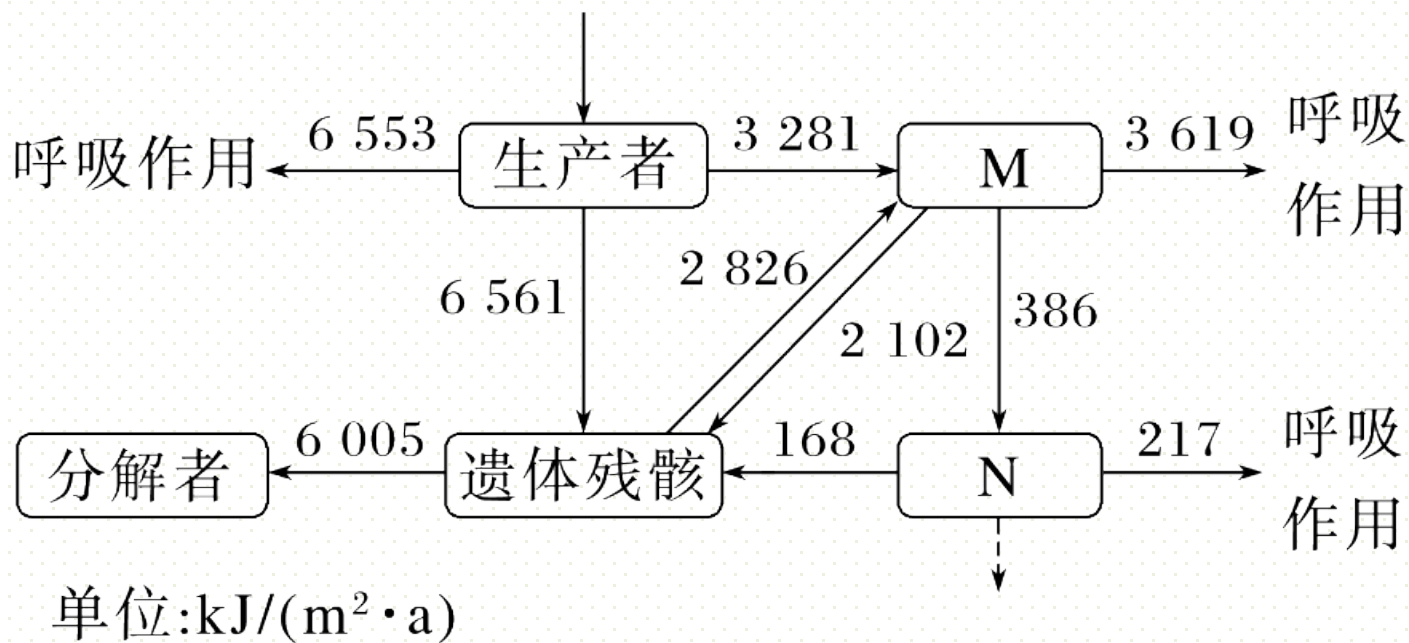 呼吸作用 6 553 生产者 3 281 M 3 619 呼吸
作用
6 561 2 826 2 102 386
分解者 6 005 遗体残骸 168 N 217 呼吸
作用
单位:kJ/(m²·a)